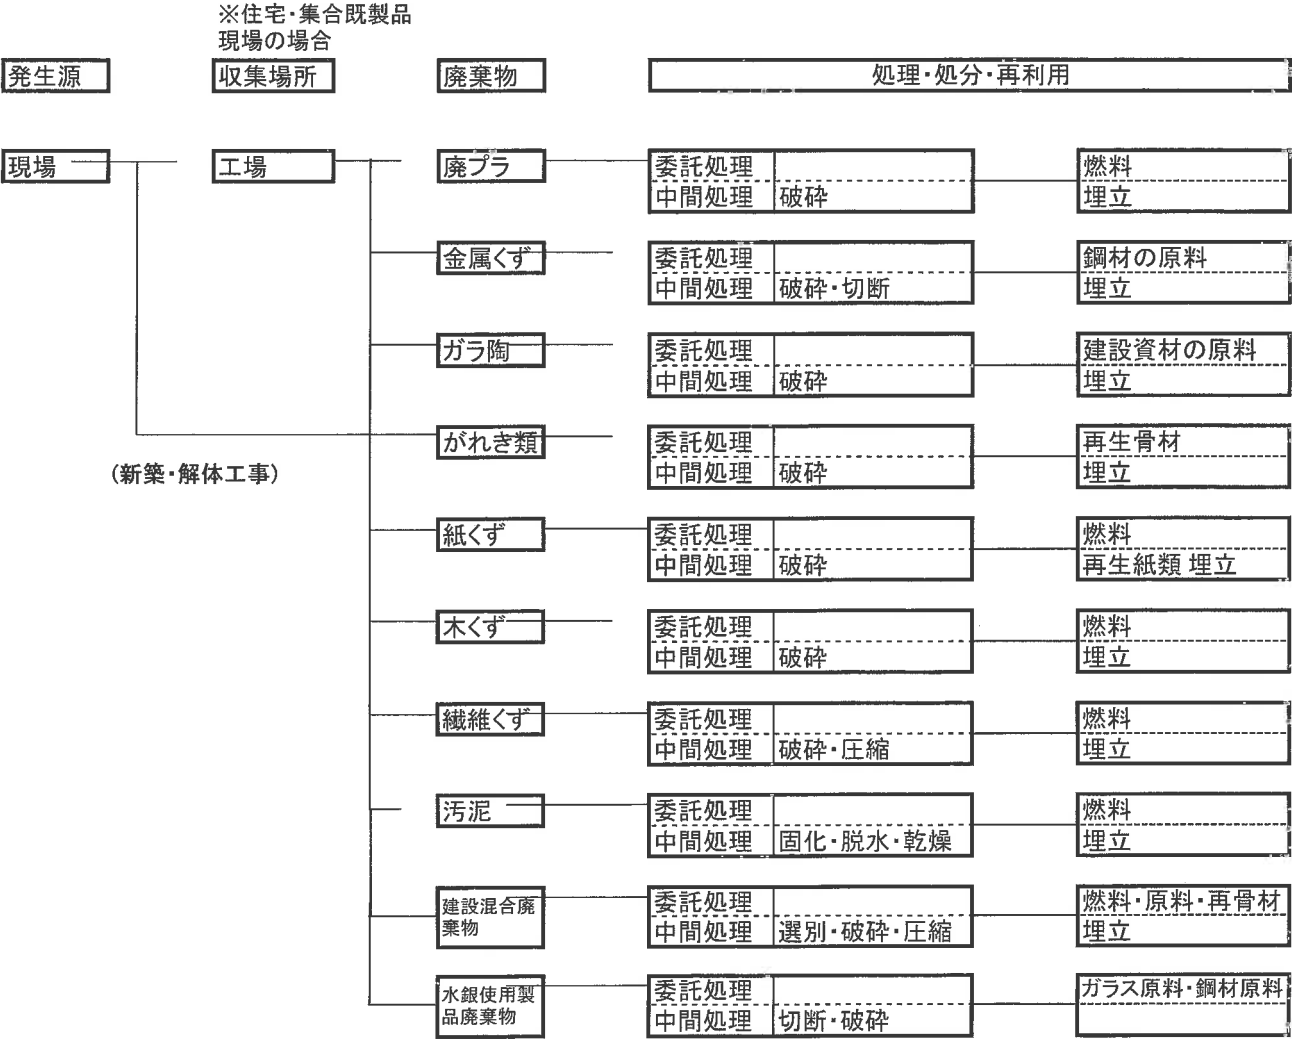 ※住宅・集合既製品
現場の場合
発生源 収集場所 廃棄物 処理・処分・再利用
現場 工場 廃プラ 委託処理 燃料
中間処理 破砕 埋立
金属くず 委託処理 鋼材の原料
中間処理 破砕・切断 埋立
ガラ陶 委託処理 建設資材の原料
中間処理 破砕 埋立
がれき類 委託処理 再生骨材
中間処理 破砕 埋立
(新築・解体工事)
紙くず 委託処理 燃料
中間処理 破砕 再生紙類 埋立
木くず 委託処理 燃料
中間処理 破砕 埋立
繊維くず 委託処理 燃料
中間処理 破砕・圧縮 埋立
汚泥 委託処理 燃料
中間処理 固化・脱水・乾燥 埋立
建設混合廃 委託処理 燃料・原料・再骨材
棄物 中間処理 選別・破砕・圧縮 埋立
水銀使用製 委託処理 ガラス原料・鋼材原料
品廃棄物 中間処理 切断・破砕